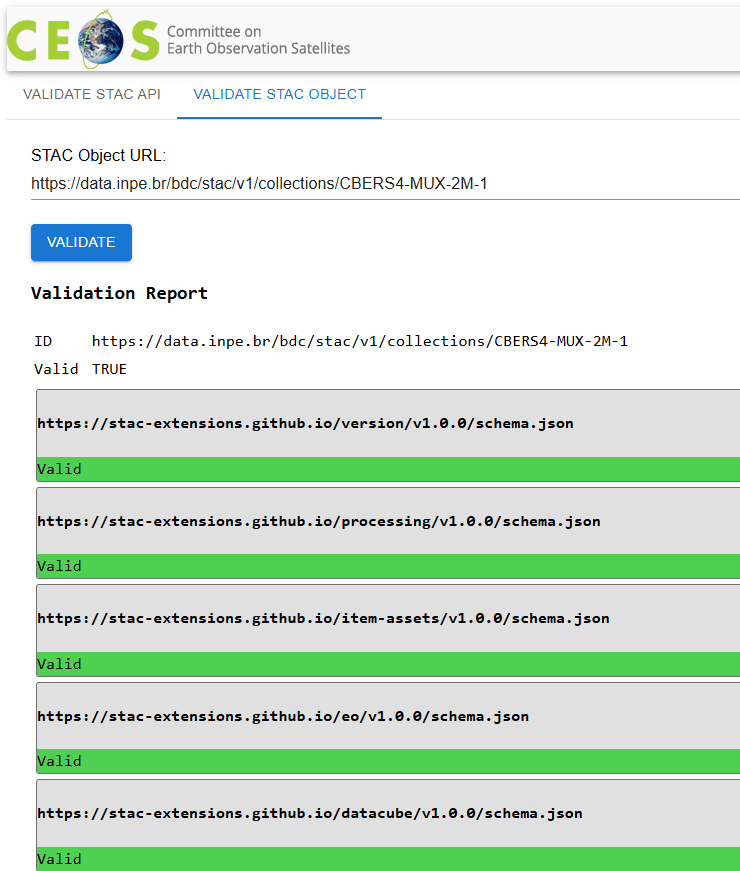 CEOS
Committee on
Earth Observation Satellites
VALIDATE STAC API
VALIDATE STAC OBJECT
STAC Object URL:
https://data.inpe.br/bdc/stac/v1/collections/CBERS4-MUX-2M-1
VALIDATE
Validation Report
ID https://data.inpe.br/bdc/stac/v1/collections/CBERS4-MUX-2M-1
Valid TRUE
https://stac-extensions.github.io/version/v1.0.0/schema.json
Valid
https://stac-extensions.github.io/processing/v1.0.0/schema.json
Valid
https://stac-extensions.github.io/item-assets/v1.0.0/schema.json
Valid
https://stac-extensions.github.io/eo/v1.0.0/schema.json
Valid
https://stac-extensions.github.io/datacube/v1.0.0/schema.json
Valid